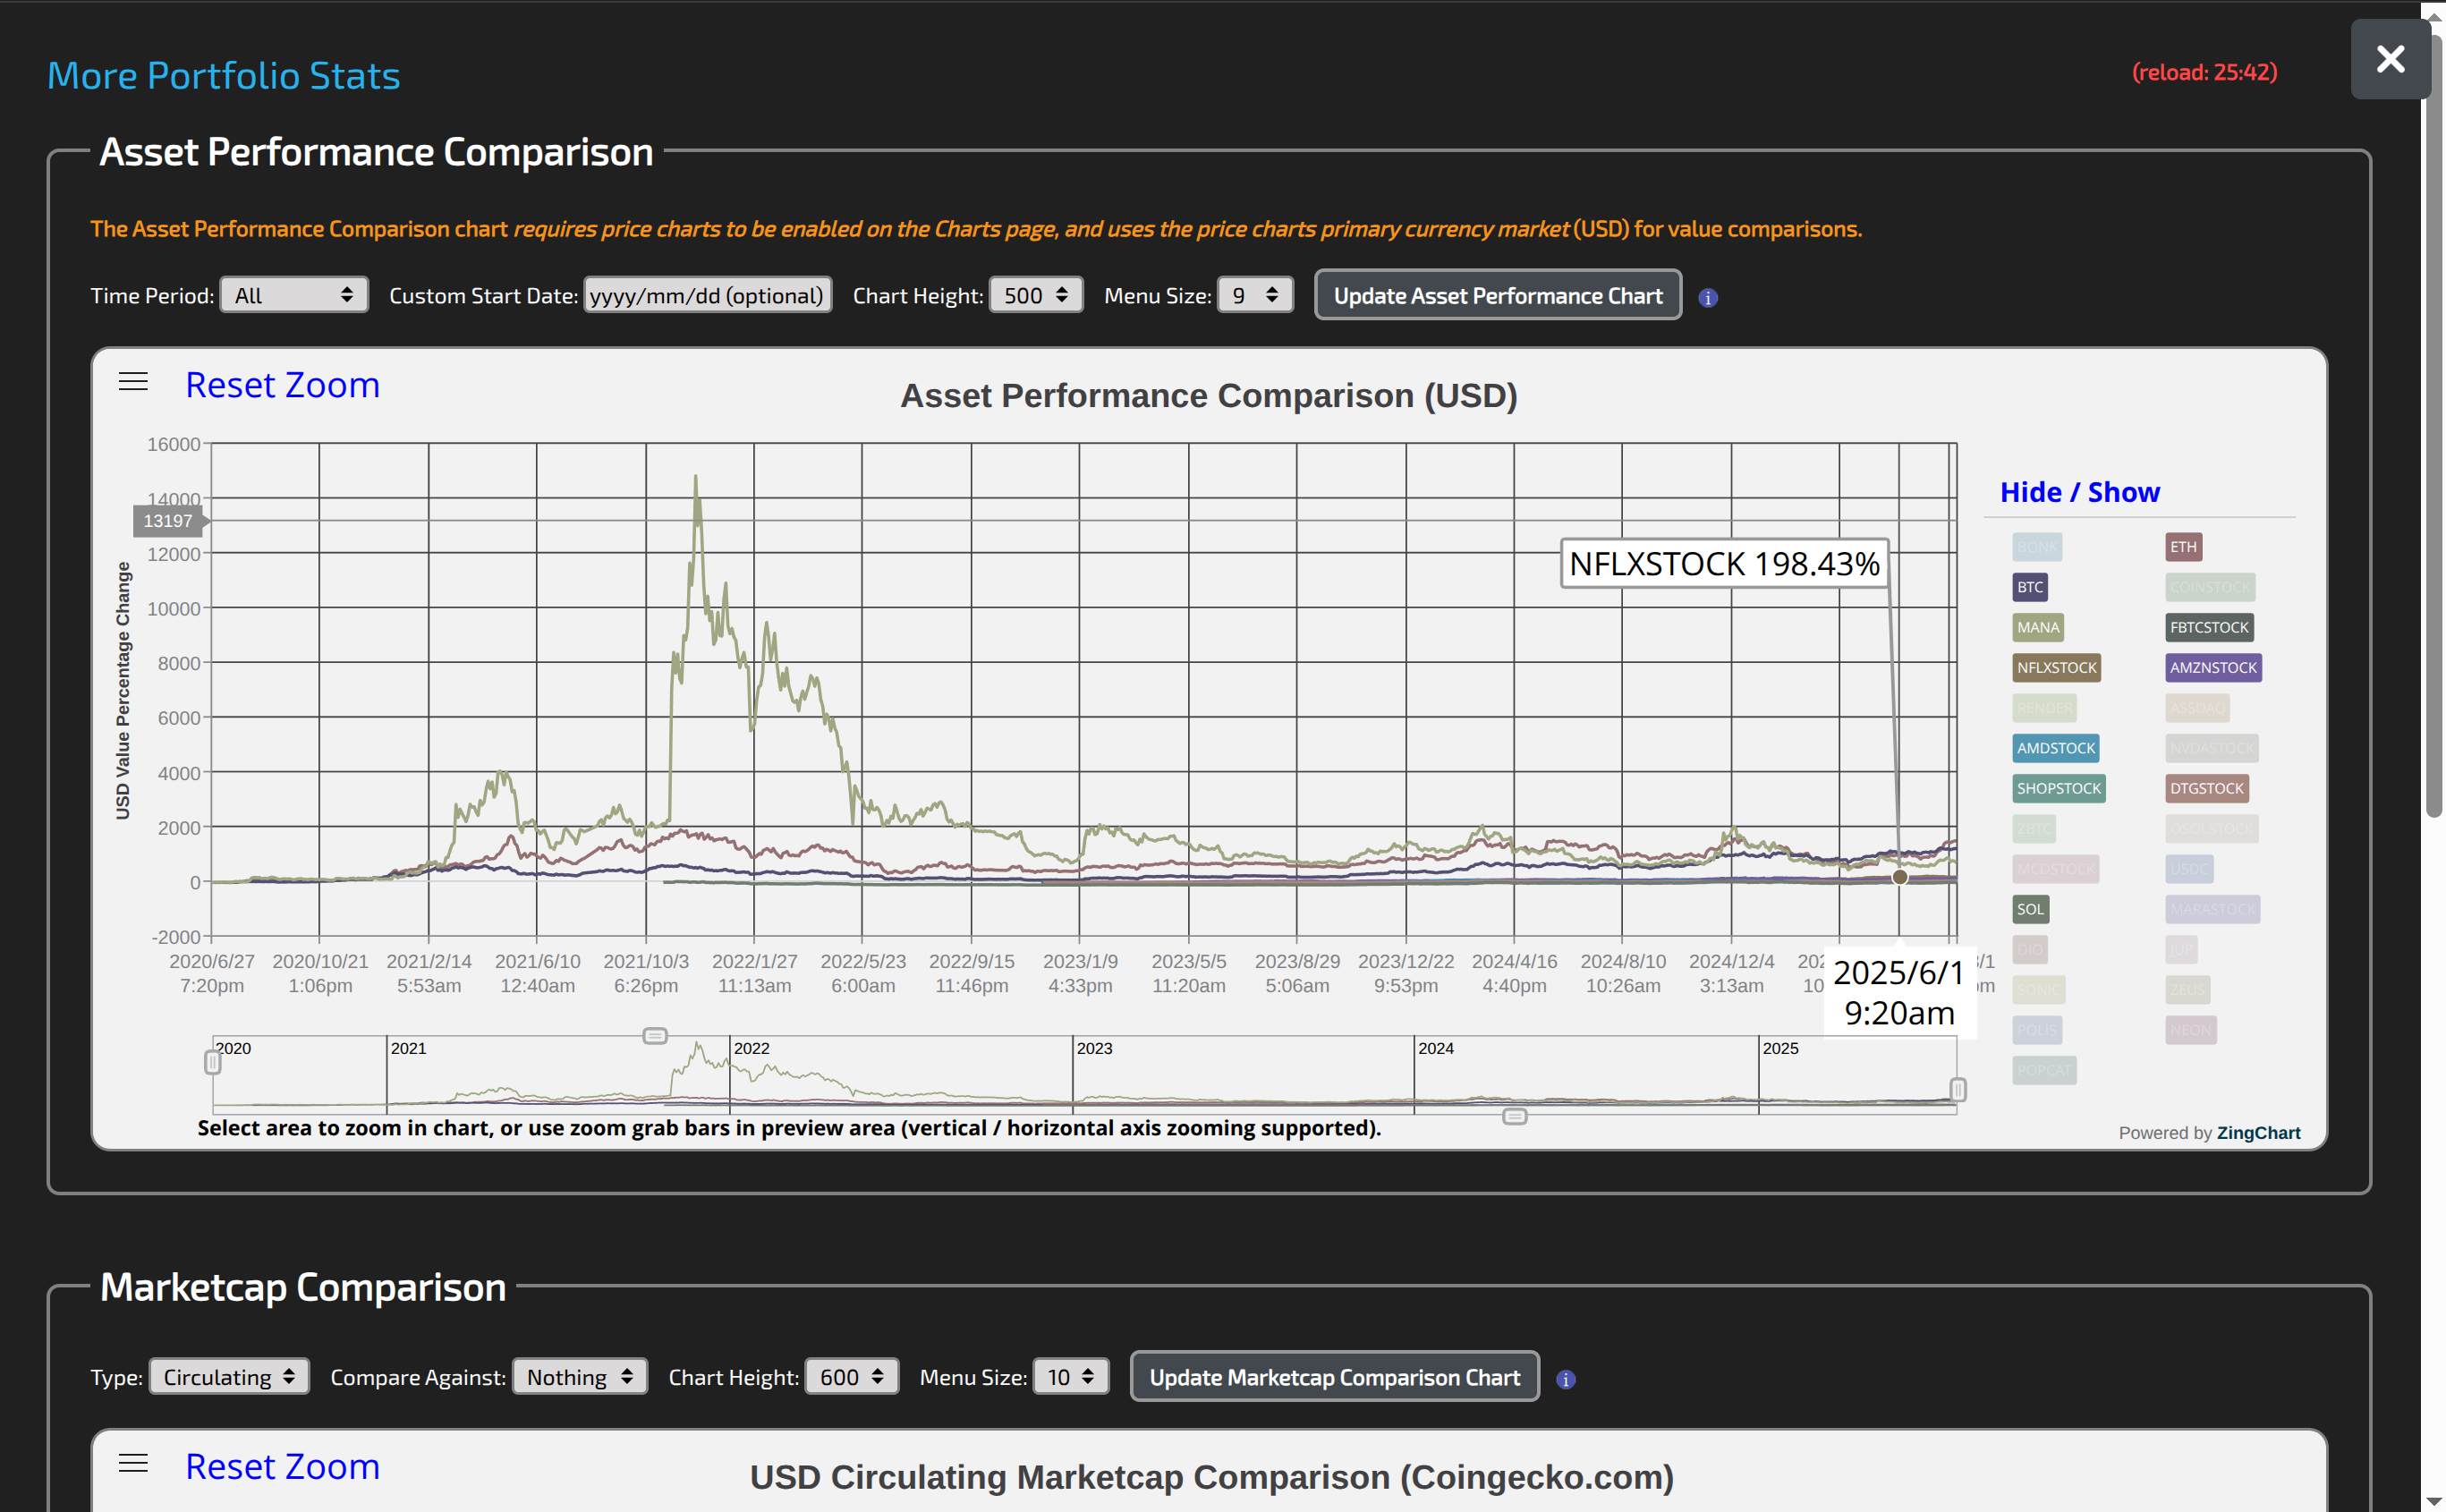 More Portfolio Stats
(reload: 25:42)
Asset Performance Comparison
The Asset Performance Comparison chart requires price charts to be enabled on the Charts page, and uses the price charts primary currency market (USD) for value comparisons.
Time Period: All Custom Start Date: yyyy/mm/dd (optional) Chart Height: 500 Menu Size: 9 Update Asset Performance Chart i
Reset Zoom
Asset Performance Comparison (USD)
USD Value Percentage Change
16000
14000
13197
12000
10000
8000
6000
4000
2000
0
-2000
NFLXSTOCK 198.43%
2020/6/27 2020/10/21 2021/2/14 2021/6/10 2021/10/3 2022/1/27 2022/5/23 2022/9/15 2023/1/9 2023/5/5 2023/8/29 2023/12/22 2024/4/16 2024/8/10 2024/12/4
7:20pm 1:06pm 5:53am 12:40am 6:26pm 11:13am 6:00am 11:46pm 4:33pm 11:20am 5:06am 9:53pm 4:40pm 10:26am 3:13am
2025/6/1
9:20am
Hide / Show
BONK ETH
BTC COINSTOCK
MANA FBTCSTOCK
NFLXSTOCK AMZNSTOCK
RENDER ASSDAQ
AMDSTOCK NVDASTOCK
SHOPSTOCK DTGSTOCK
ZBTC OSOLSTOCK
MCDSTOCK USDC
SOL MARASTOCK
DIO JUP
SONIC ZEUS
POLIS NEON
POPCAT
2020 2021 2022 2023 2024 2025
Select area to zoom in chart, or use zoom grab bars in preview area (vertical / horizontal axis zooming supported).
Powered by ZingChart
Marketcap Comparison
Type: Circulating Compare Against: Nothing Chart Height: 600 Menu Size: 10 Update Marketcap Comparison Chart i
Reset Zoom
USD Circulating Marketcap Comparison (Coingecko.com)